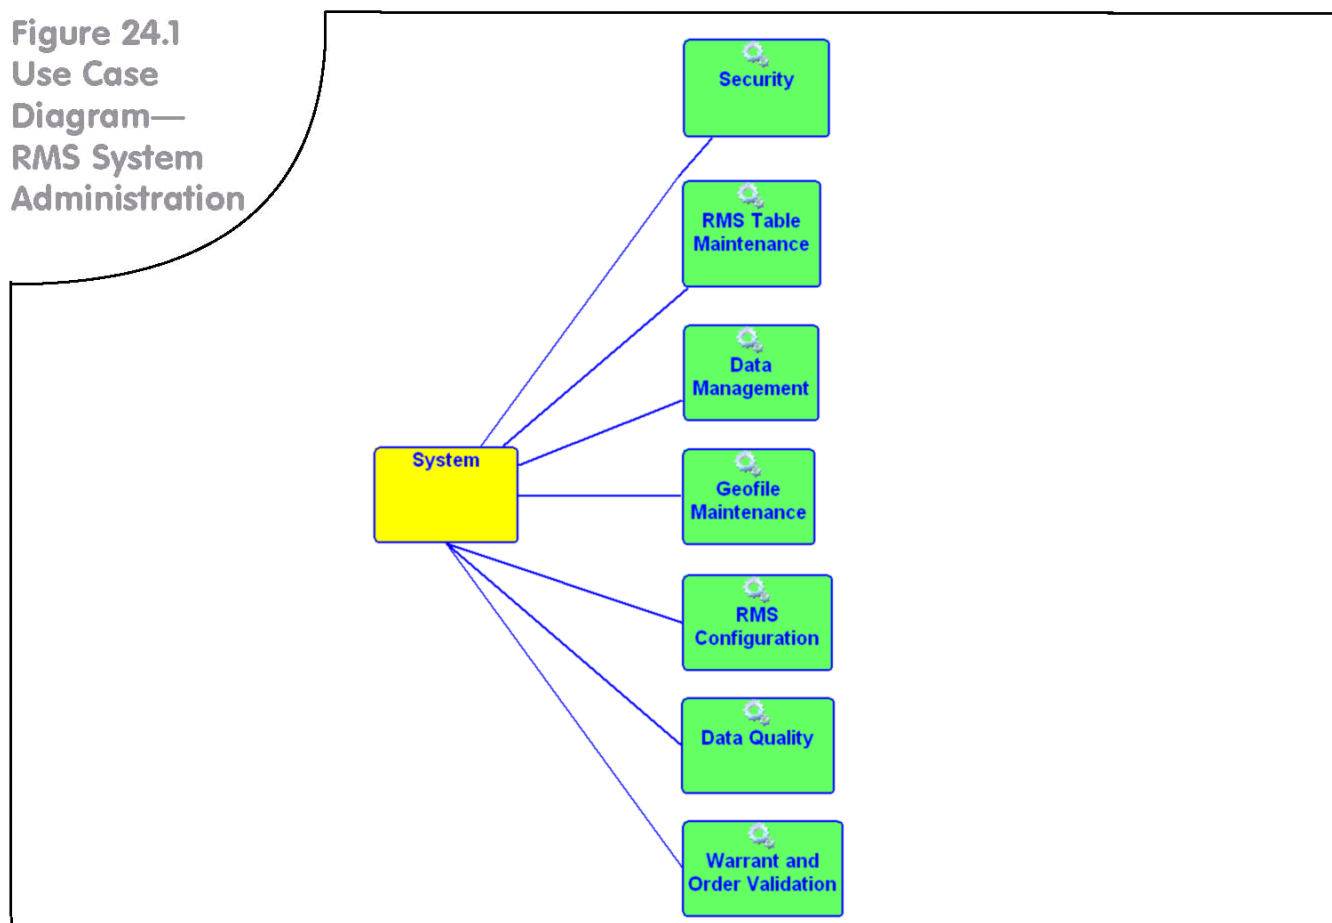 Figure 24.1
Use Case
Diagram—
RMS System
Administration
Security
RMS Table
Maintenance
Data
Management
System
Geofile
Maintenance
RMS
Configuration
Data Quality
Warrant and
Order Validation